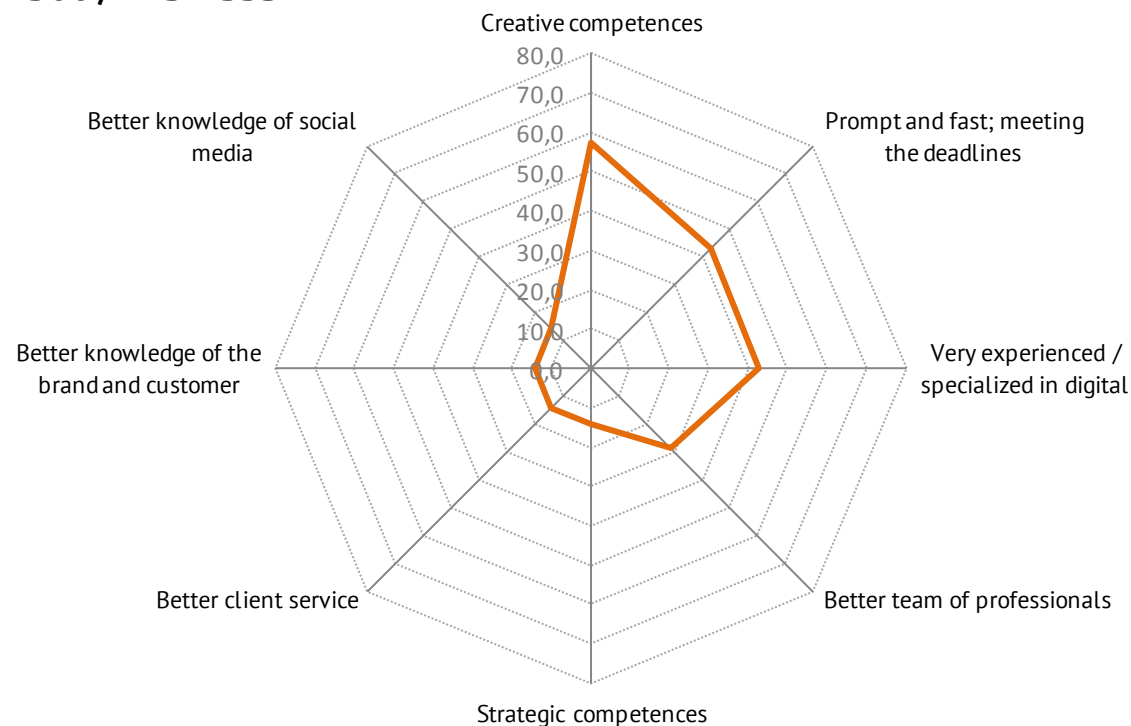 Creative competences
80,0
70,0
60,0
50,0
40,0
30,0
20,0
10,0
0,0
Prompt and fast; meeting
the deadlines
Very experienced /
specialized in digital
Better team of professionals
Strategic competences
Better client service
Better knowledge of the
brand and customer
Better knowledge of social
media